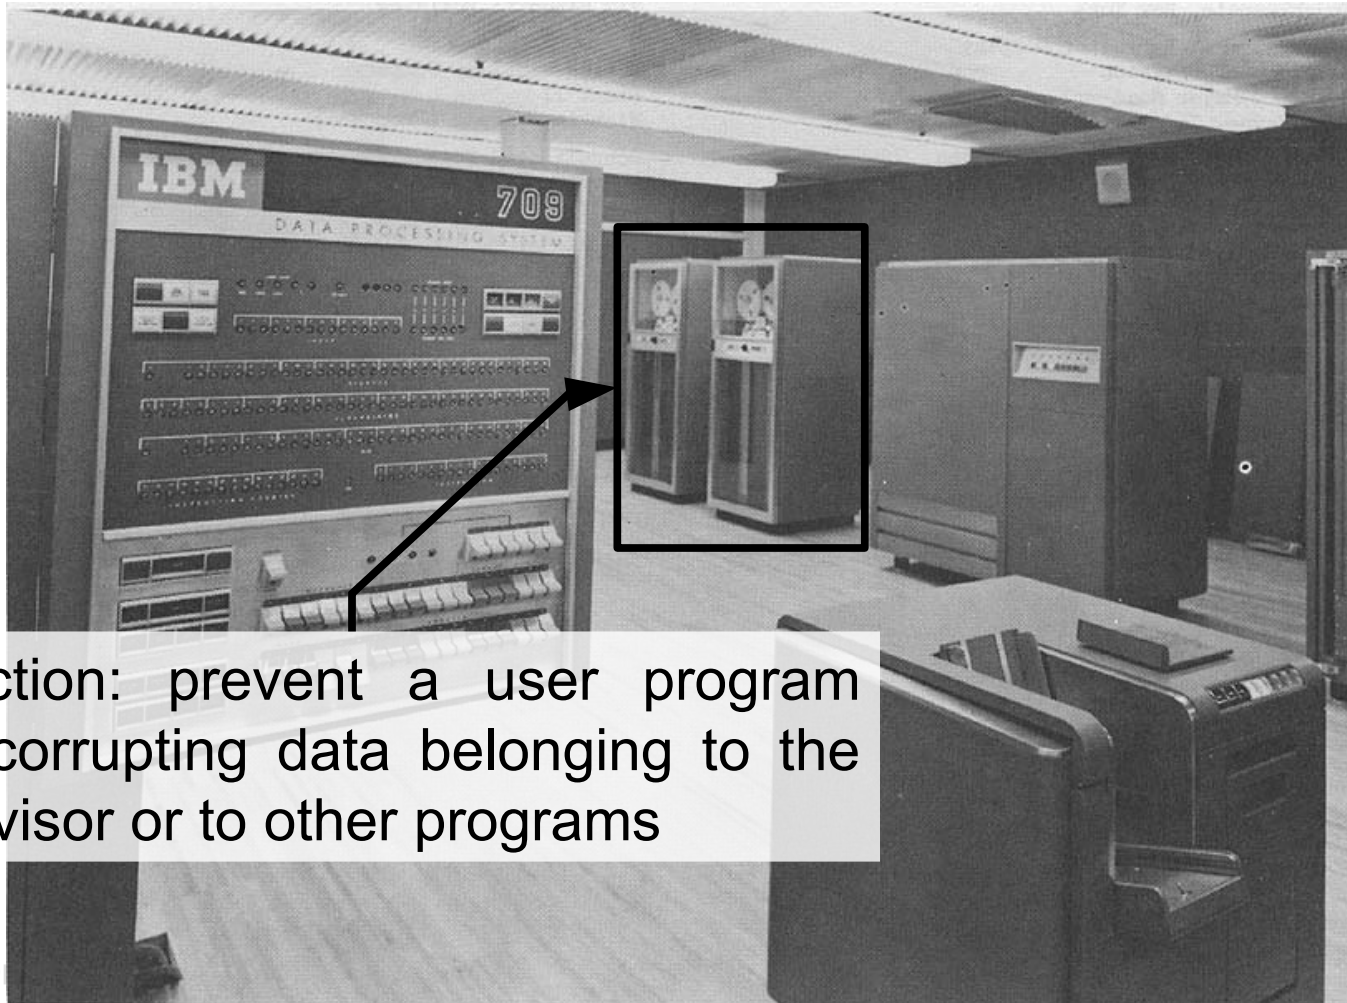 IBM
709
DATA PROCESSING SYSTEM
ction: prevent a user program
corrupting data belonging to the
visor or to other programs